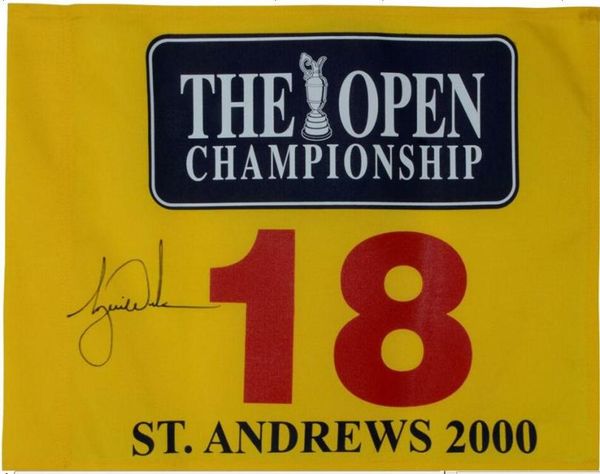 THE OPEN
CHAMPIONSHIP
18
ST. ANDREWS 2000